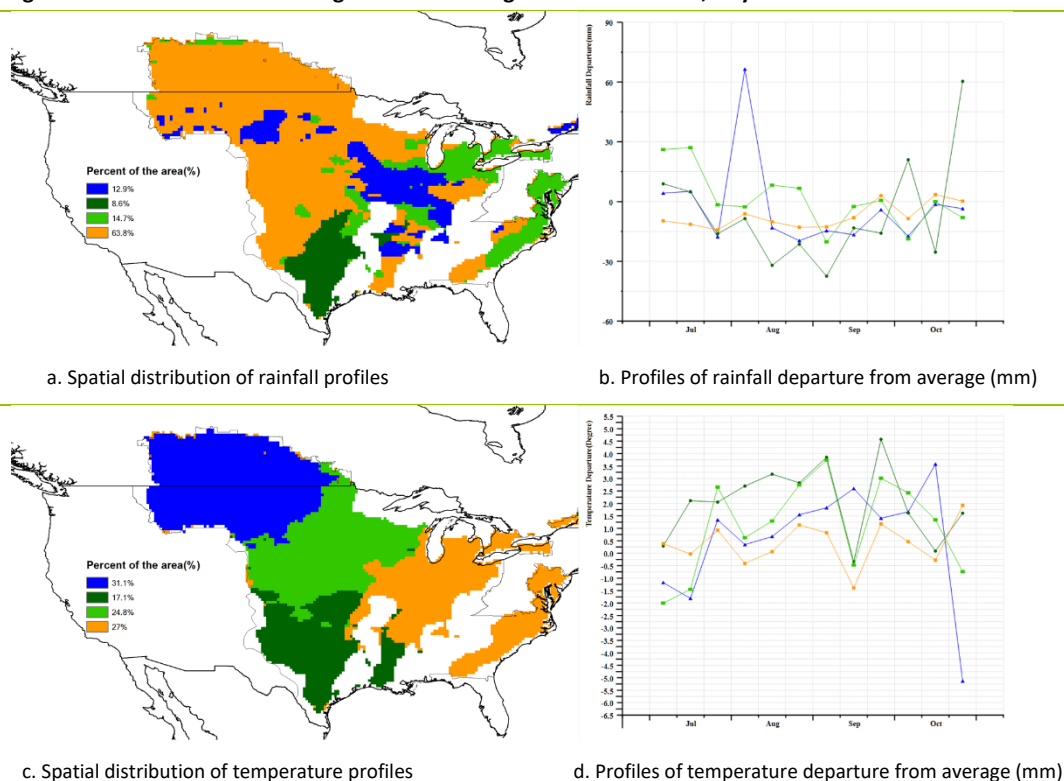 Percent of the area(%)
12.9%
8.6%
14.7%
63.8%
Rainfall Departure(mm)
90
60
30
0
-30
-60
Jul
Aug
Sep
Oct
a. Spatial distribution of rainfall profiles
b. Profiles of rainfall departure from average (mm)
Percent of the area(%)
31.1%
17.1%
24.8%
27%
Temperature Departure(Degree)
5.5
5.0
4.5
4.0
3.5
3.0
2.5
2.0
1.5
1.0
0.5
0.0
-0.5
-1.0
-1.5
-2.0
-2.5
-3.0
-3.5
-4.0
-4.5
-5.0
-5.5
-6.0
-6.5
Jul
Aug
Sep
Oct
c. Spatial distribution of temperature profiles
d. Profiles of temperature departure from average (mm)